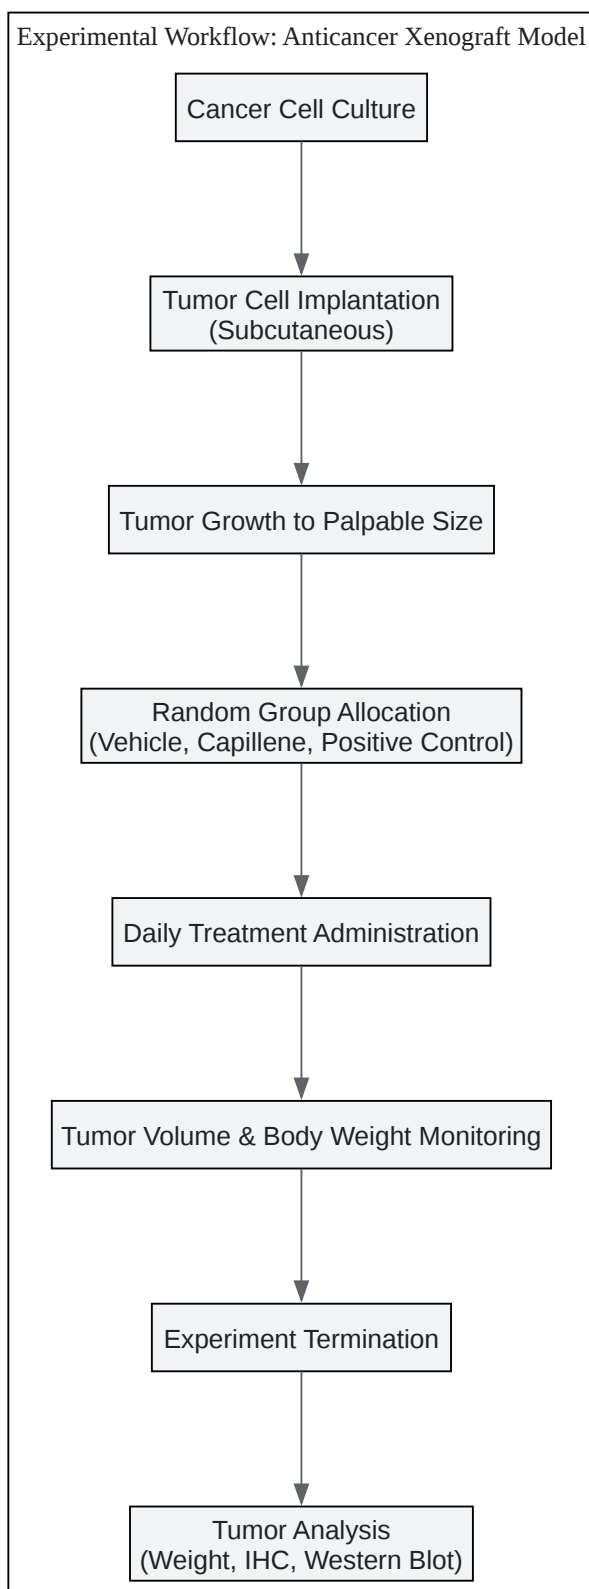 Experimental Workflow: Anticancer Xenograft Model
Cancer Cell Culture
Tumor Cell Implantation
(Subcutaneous)
Tumor Growth to Palpable Size
Random Group Allocation
(Vehicle, Capillene, Positive Control)
Daily Treatment Administration
Tumor Volume & Body Weight Monitoring
Experiment Termination
Tumor Analysis
(Weight, IHC, Western Blot)